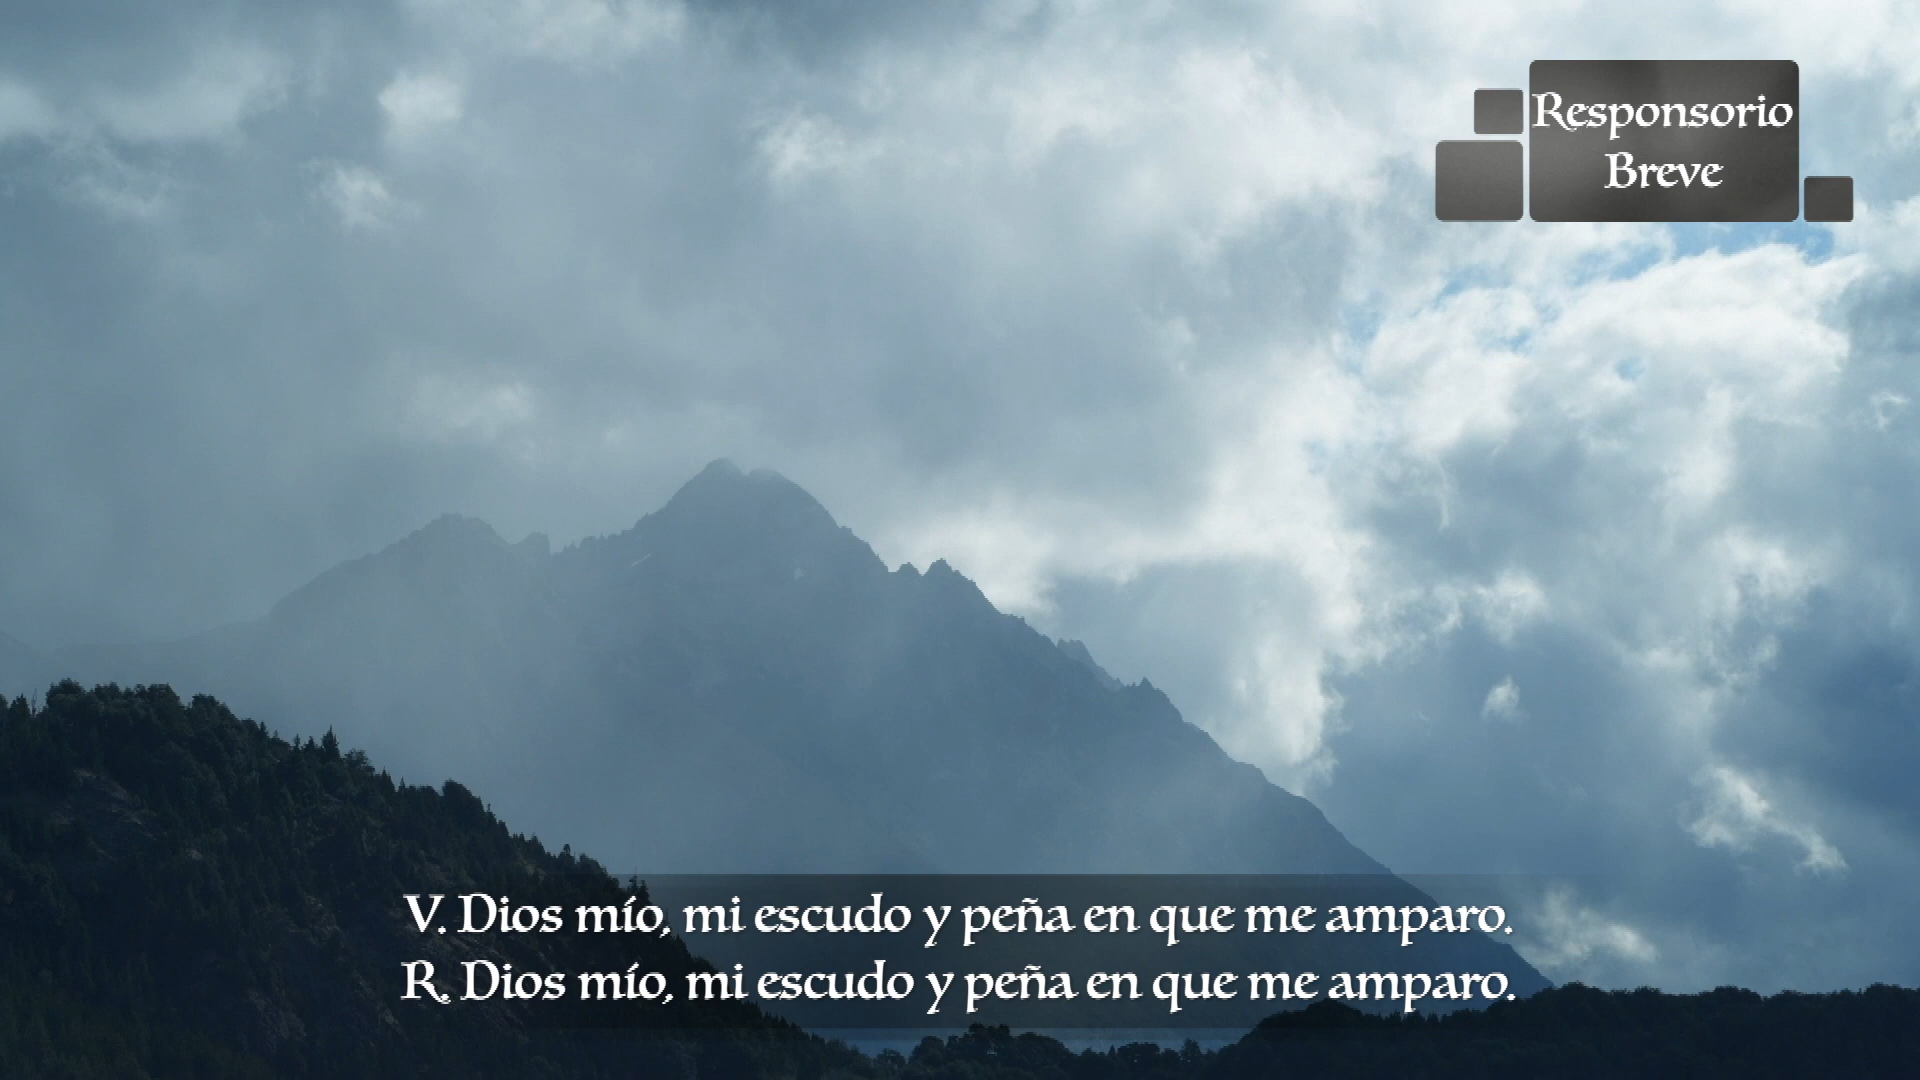 Responsorio
Breve
V. Dios mío, mi escudo y peña en que me amparo.
R. Dios mío, mi escudo y peña en que me amparo.